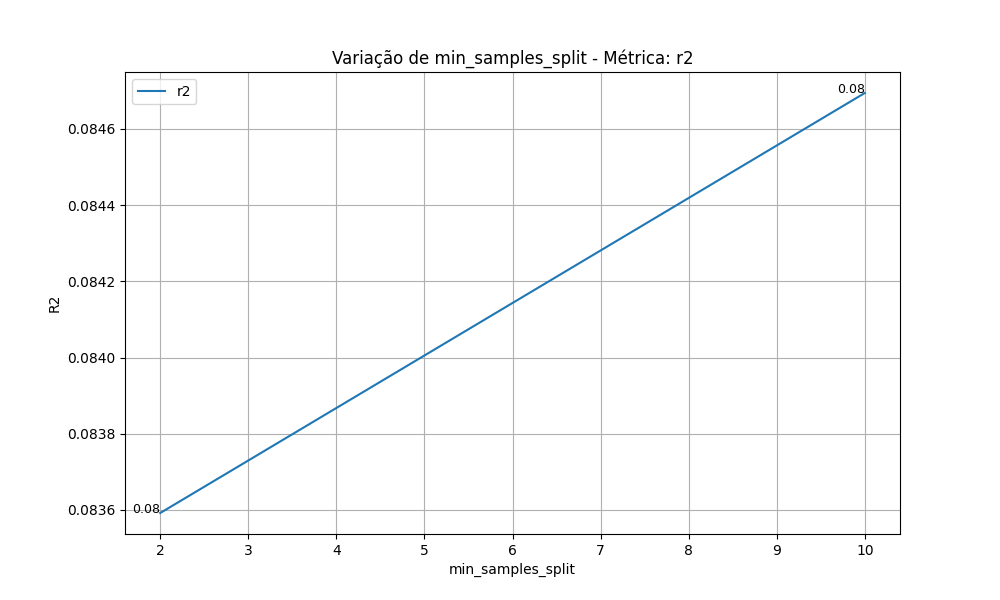 Variação de min_samples_split - Métrica: r2
r2
0.08
0.0846
0.0844
0.0842
0.0840
0.0838
0.0836
0.08
R2
2 3 4 5 6 7 8 9 10
min_samples_split